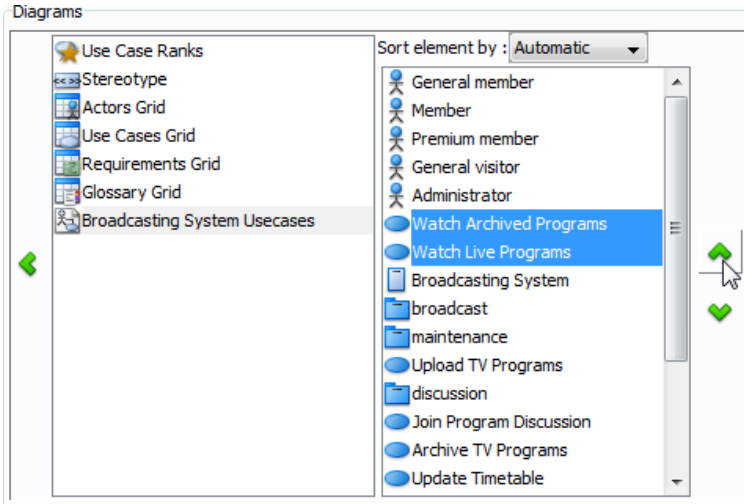 Diagrams
Use Case Ranks
Stereotype
Actors Grid
Use Cases Grid
Requirements Grid
Glossary Grid
Broadcasting System Usecases
Sort element by : Automatic
General member
Member
Premium member
General visitor
Administrator
Watch Archived Programs
Watch Live Programs
Broadcasting System
broadcast
maintenance
Upload TV Programs
discussion
Join Program Discussion
Archive TV Programs
Update Timetable